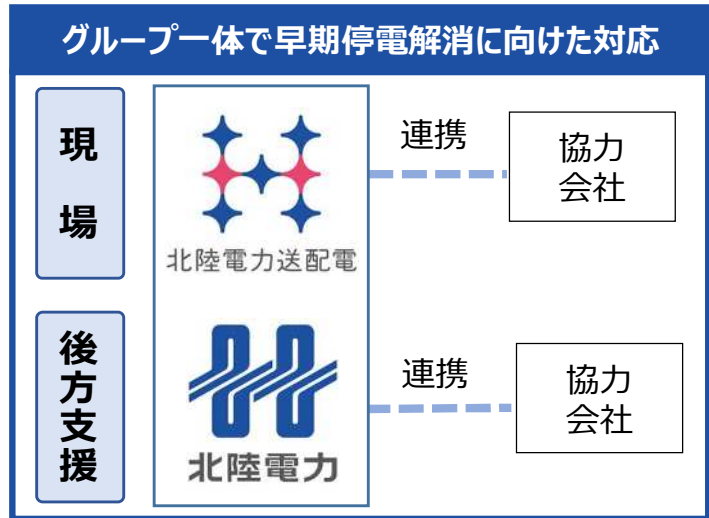 グループ一体で早期停電解消に向けた対応
現
場
北陸電力送配電
連携
協力
会社
後
方
支
援
北陸電力
連携
協力
会社